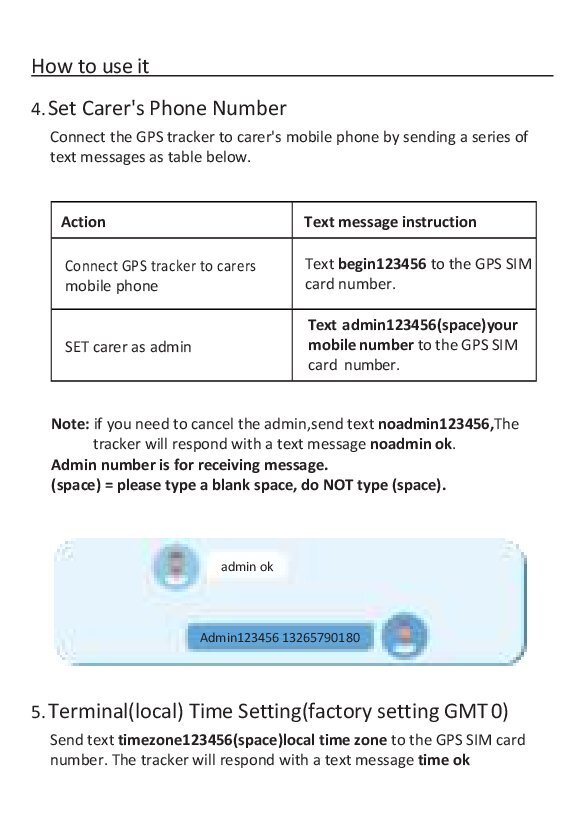 How to use it
4. Set Carer's Phone Number
Connect the GPS tracker to carer's mobile phone by sending a series of
text messages as table below.
Action
Text message instruction
Connect GPS tracker to carers
mobile phone
Text begin123456 to the GPS SIM
card number.
SET carer as admin
Text admin123456(space)your
mobile number to the GPS SIM
card number.
Note: if you need to cancel the admin,send text noadmin123456,The
tracker will respond with a text message noadmin ok.
Admin number is for receiving message.
(space) = please type a blank space, do NOT type (space).
admin ok
Admin123456 13265790180
5. Terminal(local) Time Setting(factory setting GMT 0)
Send text timezone123456(space)local time zone to the GPS SIM card
number. The tracker will respond with a text message time ok